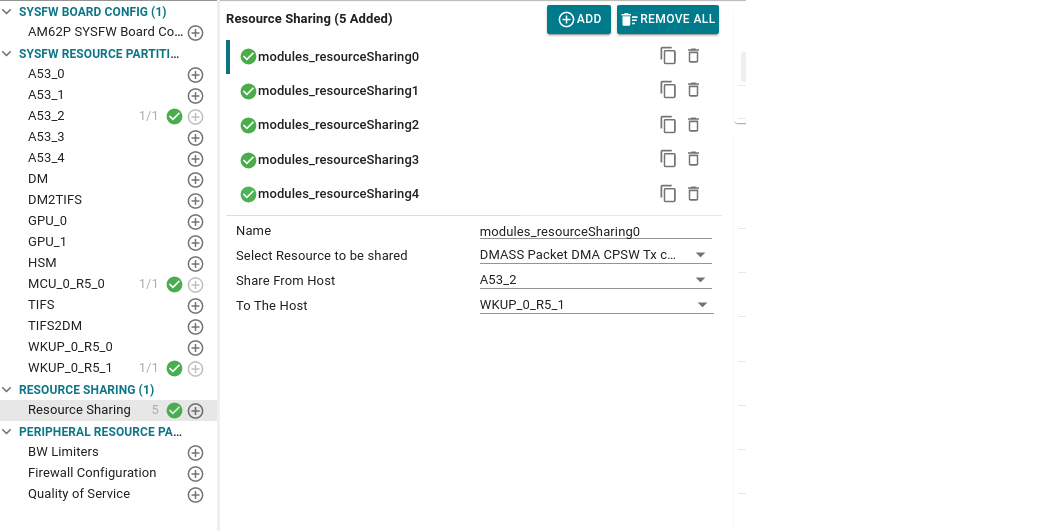 SYSFW BOARD CONFIG (1)
AM62P SYSFW Board Co...
SYSFW RESOURCE PARTITI...
A53_0
A53_1
A53_2 1/1
A53_3
A53_4
DM
DM2TIFS
GPU_0
GPU_1
HSM
MCU_0_R5_0 1/1
TIFS
TIFS2DM
WKUP_0_R5_0
WKUP_0_R5_1 1/1
RESOURCE SHARING (1)
Resource Sharing 5
PERIPHERAL RESOURCE PA...
BW Limiters
Firewall Configuration
Quality of Service
Resource Sharing (5 Added) ADD REMOVE ALL
modules_resourceSharing0
modules_resourceSharing1
modules_resourceSharing2
modules_resourceSharing3
modules_resourceSharing4
Name modules_resourceSharing0
Select Resource to be shared DMASS Packet DMA CPSW Tx c...
Share From Host A53_2
To The Host WKUP_0_R5_1